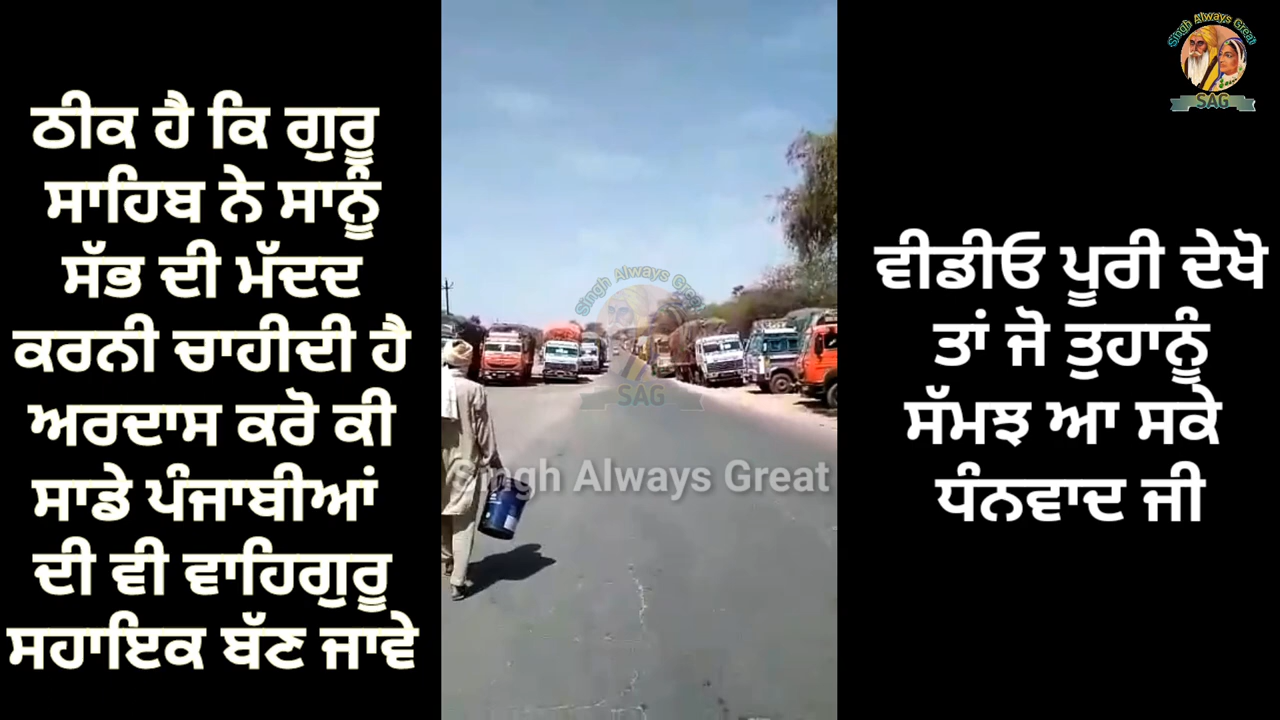 ਠੀਕ ਹੈ ਕਿ ਗੁਰੂ
ਸਾਹਿਬ ਨੇ ਸਾਨੂੰ
ਸੱਭ ਦੀ ਮੱਦਦ
ਕਰਨੀ ਚਾਹੀਦੀ ਹੈ
ਅਰਦਾਸ ਕਰੋ ਕੀ
ਸਾਡੇ ਪੰਜਾਬੀਆਂ
ਦੀ ਵੀ ਵਾਹਿਗੁਰੂ
ਸਹਾਇਕ ਬੱਣ ਜਾਵੇ
Singh Always Great
SAG
Singh Always Great
Singh Always Great
SAG
ਵੀਡੀਓ ਪੂਰੀ ਦੇਖੋ
ਤਾਂ ਜੋ ਤੁਹਾਨੂੰ
ਸੱਮਝ ਆ ਸਕੇ
ਧੰਨਵਾਦ ਜੀ